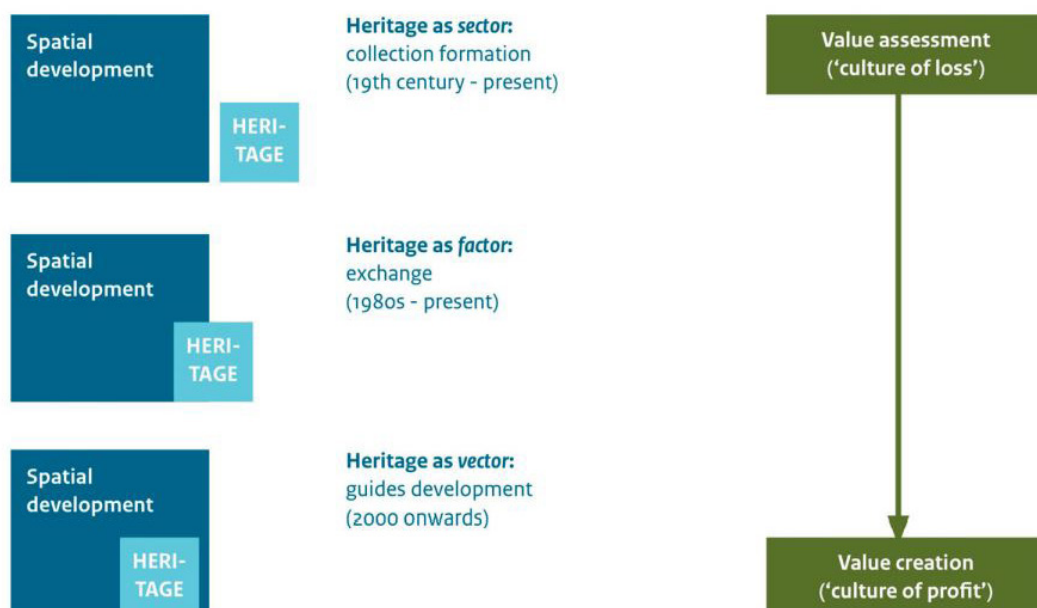 Spatial
development
HERI-
TAGE
Heritage as sector:
collection formation
(19th century - present)
Value assessment
(‘culture of loss’)
Spatial
development
HERI-
TAGE
Heritage as factor:
exchange
(1980s - present)
Spatial
development
HERI-
TAGE
Heritage as vector:
guides development
(2000 onwards)
Value creation
(‘culture of profit’)